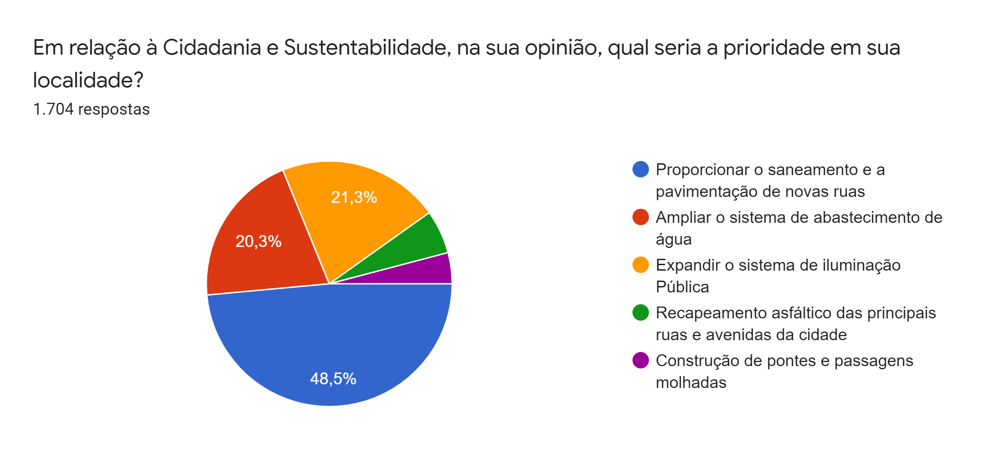 Em relação à Cidadania e Sustentabilidade, na sua opinião, qual seria a prioridade em sua
localidade?
1.704 respostas
21,3%
20,3%
48,5%
Proporcionar o saneamento e a
pavimentação de novas ruas
Ampliar o sistema de abastecimento de
água
Expandir o sistema de iluminação
Pública
Recapeamento asfáltico das principais
ruas e avenidas da cidade
Construção de pontes e passagens
molhadas